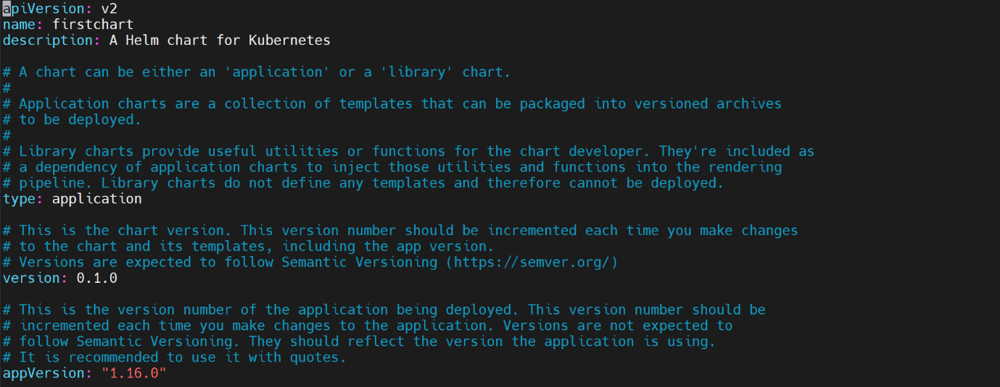 apiVersion: v2
name: firstchart
description: A Helm chart for Kubernetes
# A chart can be either an 'application' or a 'library' chart.
#
# Application charts are a collection of templates that can be packaged into versioned archives
# to be deployed.
#
# Library charts provide useful utilities or functions for the chart developer. They're included as
# a dependency of application charts to inject those utilities and functions into the rendering
# pipeline. Library charts do not define any templates and therefore cannot be deployed.
type: application
# This is the chart version. This version number should be incremented each time you make changes
# to the chart and its templates, including the app version.
# Versions are expected to follow Semantic Versioning (https://semver.org/)
version: 0.1.0
# This is the version number of the application being deployed. This version number should be
# incremented each time you make changes to the application. Versions are not expected to
# follow Semantic Versioning. They should reflect the version the application is using.
# It is recommended to use it with quotes.
appVersion: "1.16.0"